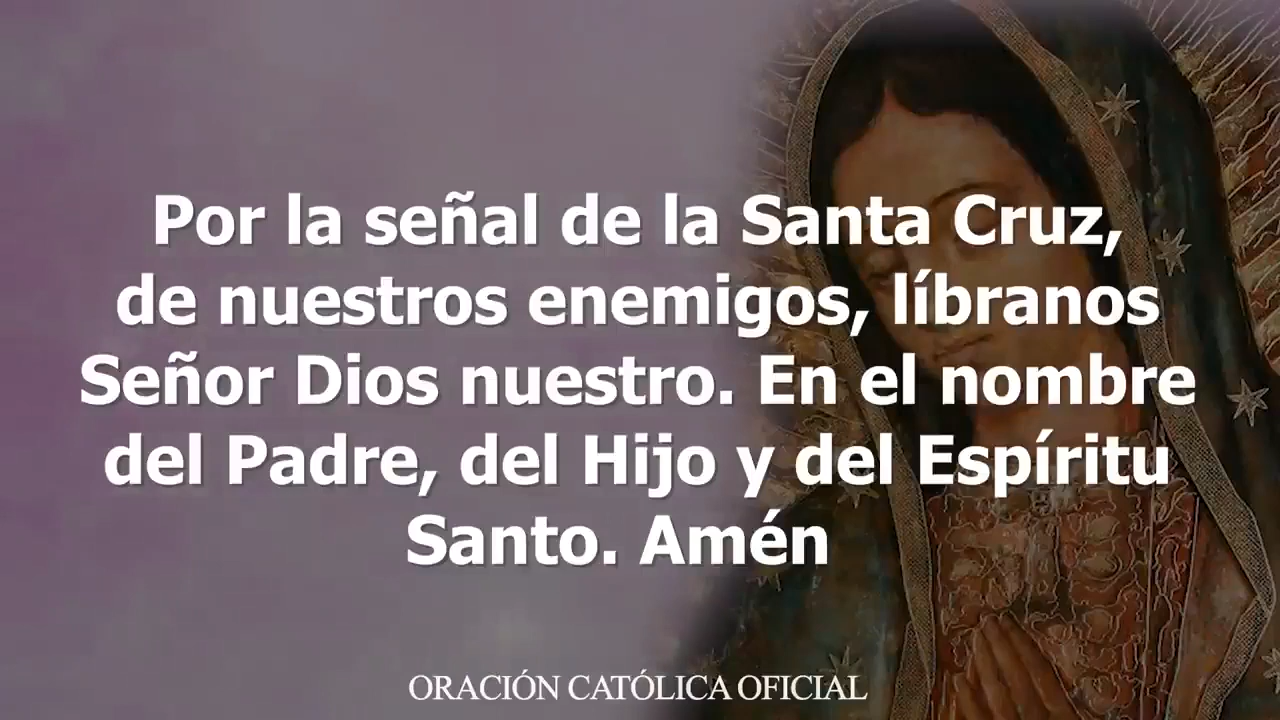 Por la señal de la Santa Cruz,
de nuestros enemigos, líbranos
Señor Dios nuestro. En el nombre
del Padre, del Hijo y del Espíritu
Santo. Amén
ORACIÓN CATÓLICA OFICIAL